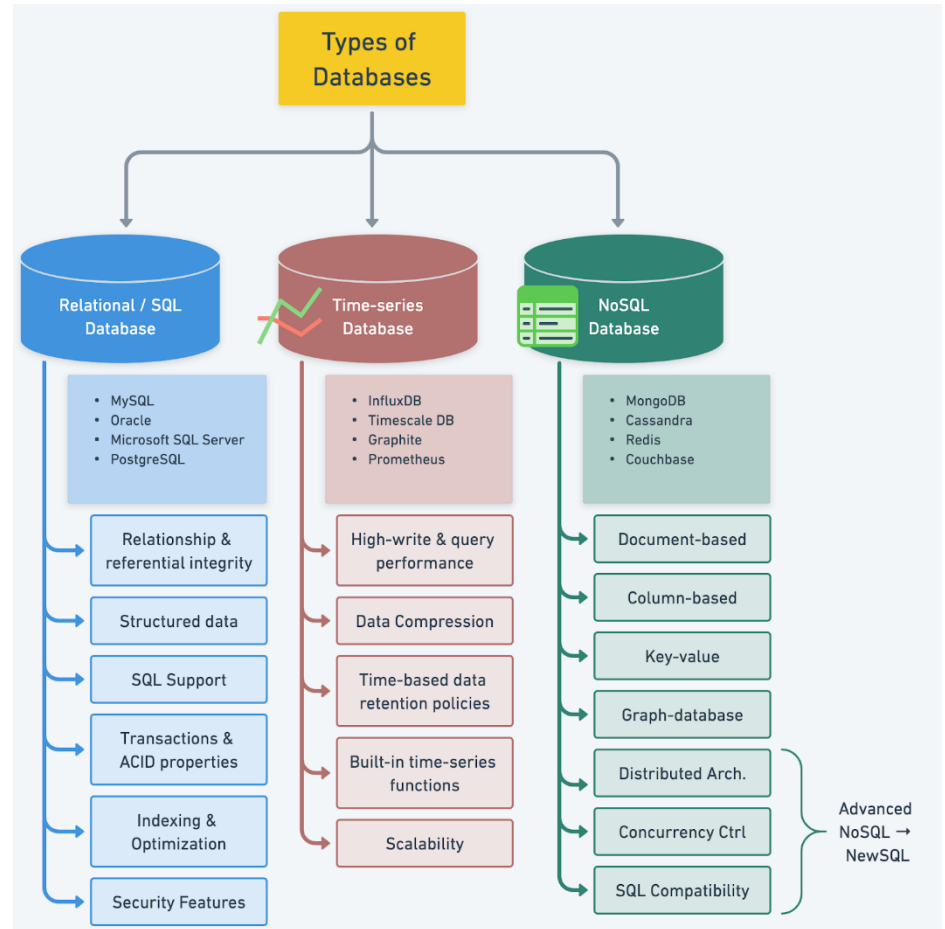 Types of
Databases
Relational / SQL
Database
• MySQL
• Oracle
• Microsoft SQL Server
• PostgreSQL
Relationship &
referential integrity
Structured data
SQL Support
Transactions &
ACID properties
Indexing &
Optimization
Security Features
Time-series
Database
• InfluxDB
• Timescale DB
• Graphite
• Prometheus
High-write & query
performance
Data Compression
Time-based data
retention policies
Built-in time-series
functions
Scalability
NoSQL
Database
• MongoDB
• Cassandra
• Redis
• Couchbase
Document-based
Column-based
Key-value
Graph-database
Distributed Arch.
Concurrency Ctrl
SQL Compatibility
Advanced
NoSQL →
NewSQL